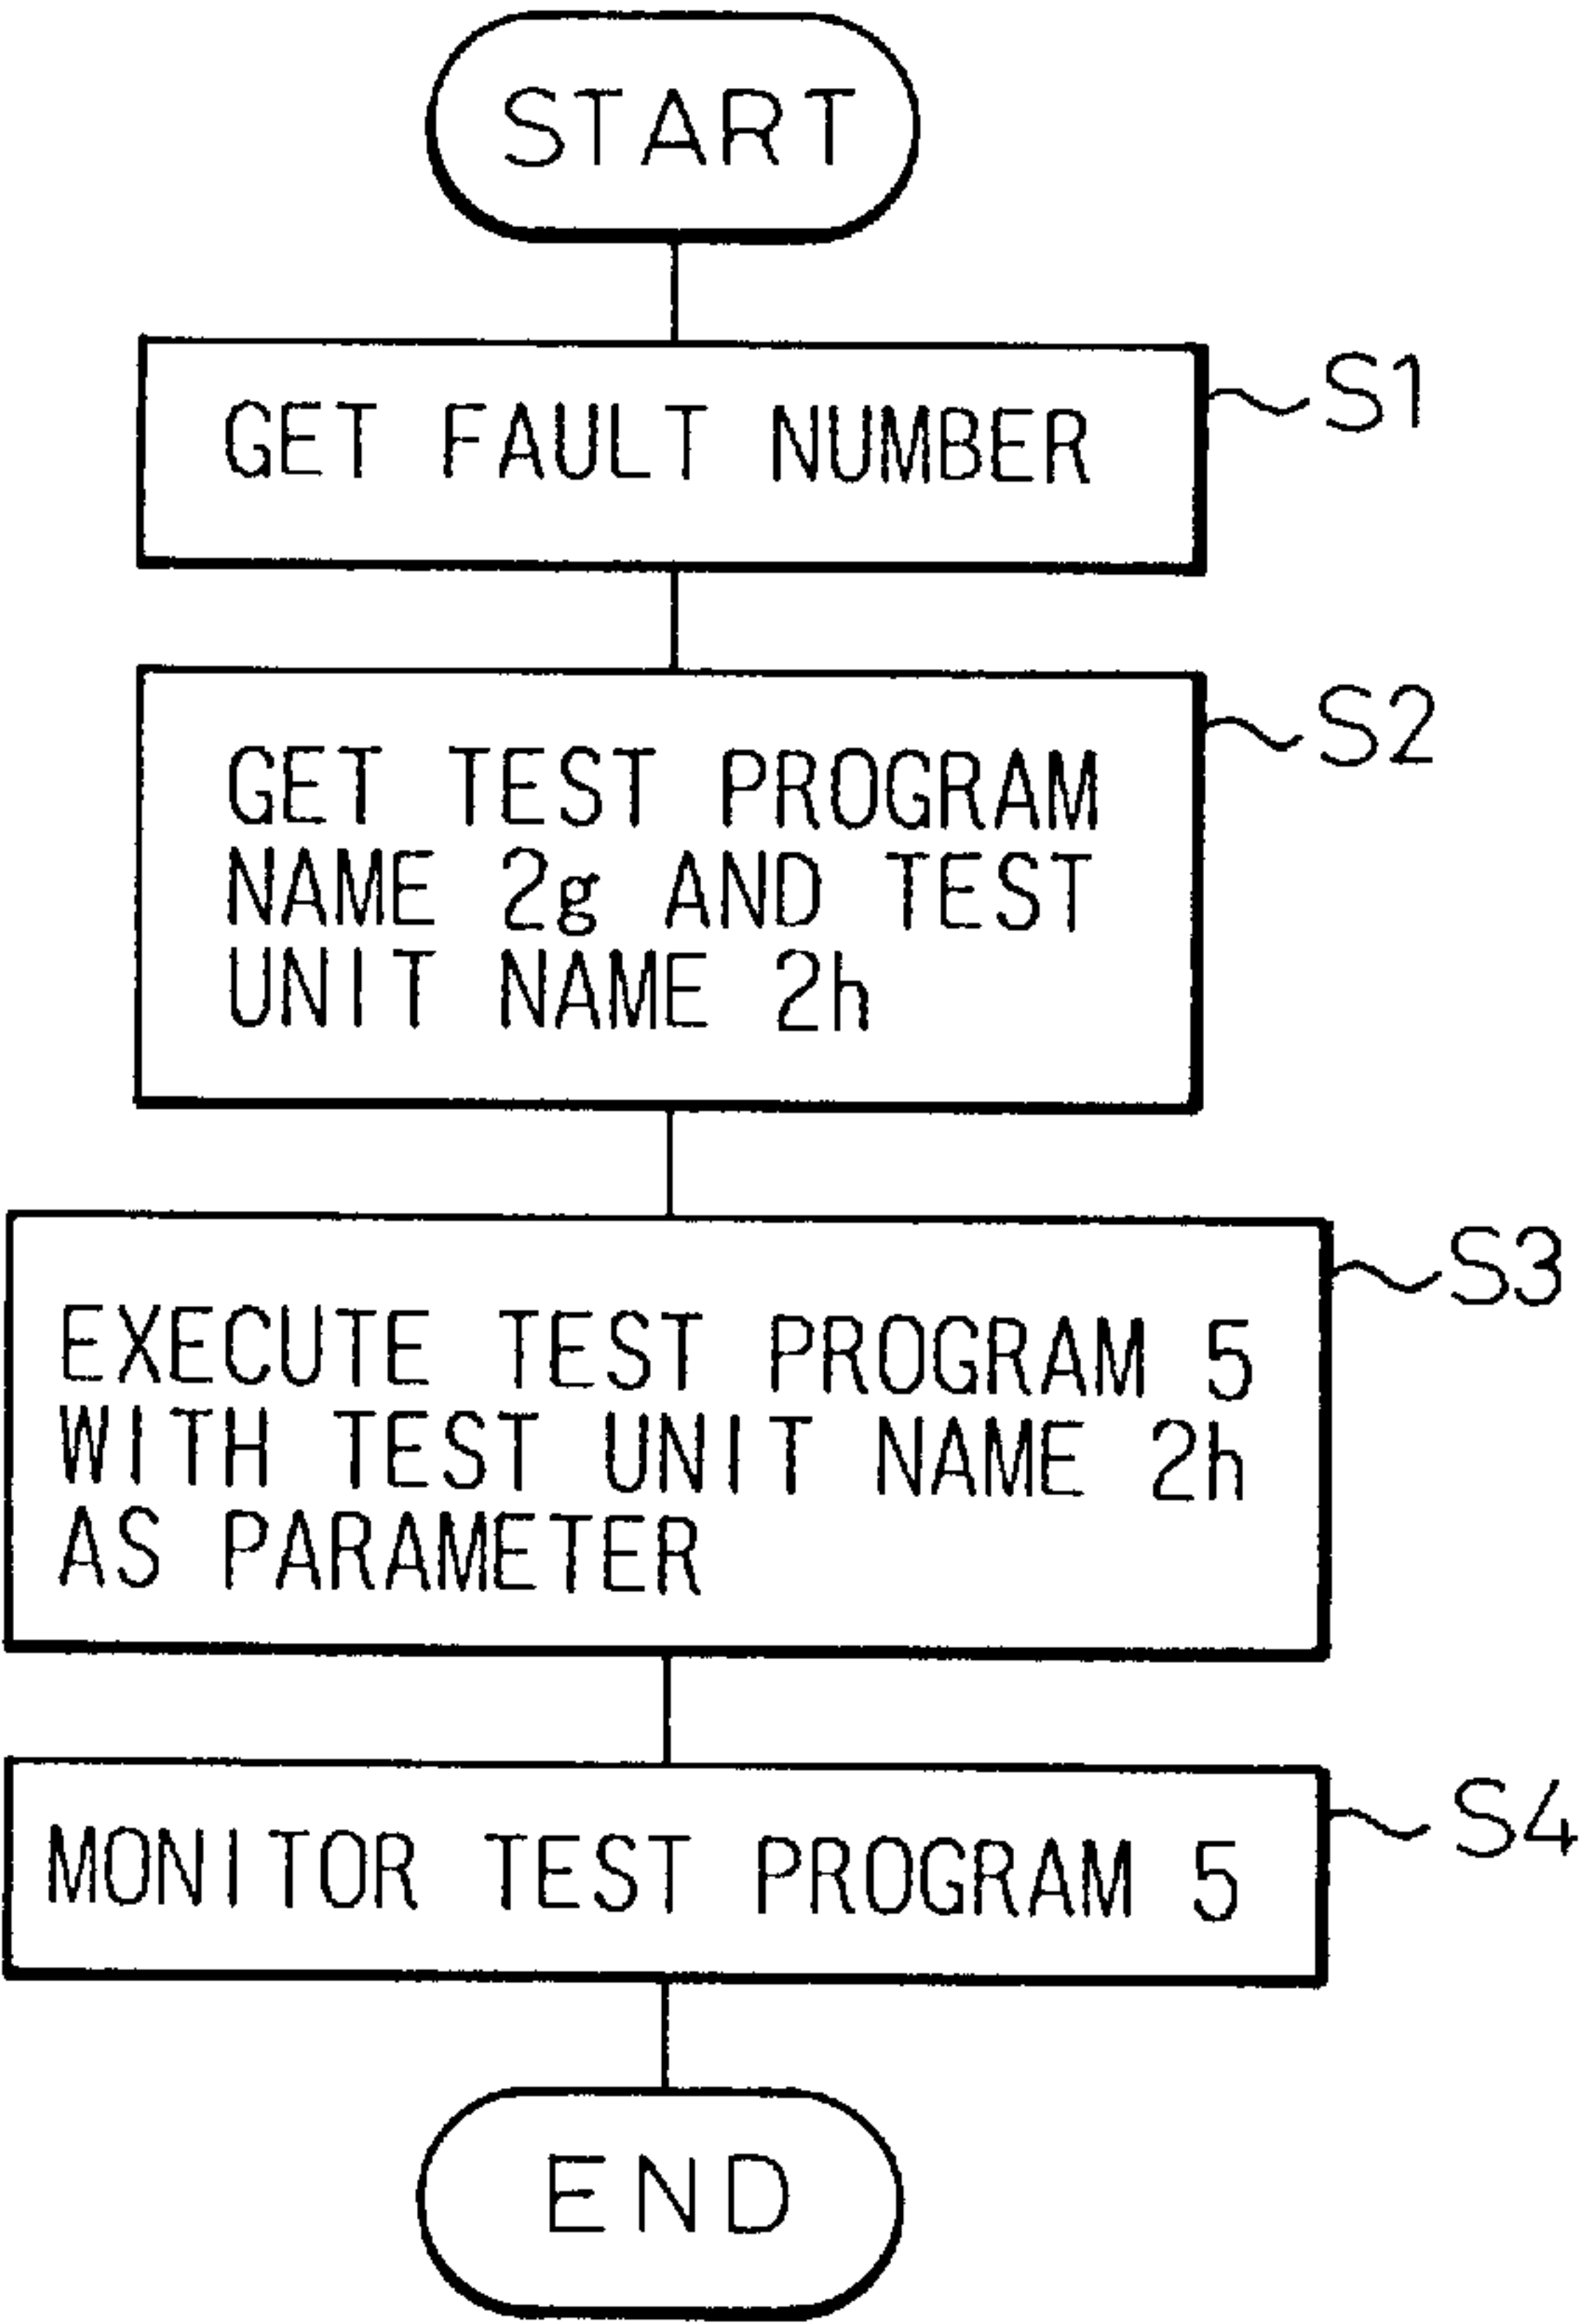 START
GET FAULT NUMBER
S1
GET TEST PROGRAM
NAME 2g AND TEST
UNIT NAME 2h
S2
EXECUTE TEST PROGRAM 5
WITH TEST UNIT NAME 2h
AS PARAMETER
S3
MONITOR TEST PROGRAM 5
S4
END